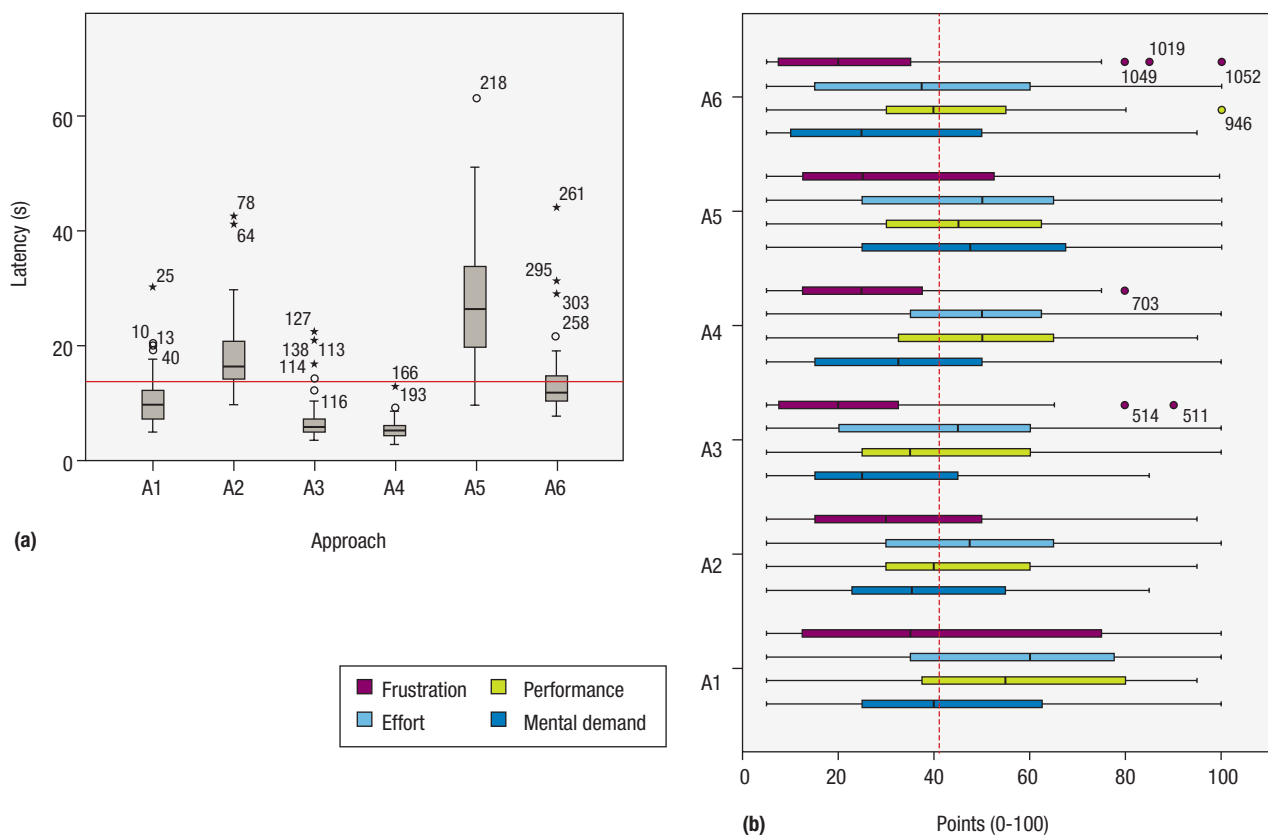 60
40
20
0
Latency (s)
218
78
64
261
25
295
303
127
10
13
40
138
113
114
258
116
166
193
A1
A2
A3
A4
A5
A6
(a)
Approach
Frustration
Performance
Effort
Mental demand
1019
1049
1052
A6
946
A5
A4
703
A3
514
511
A2
A1
0
20
40
60
80
100
(b)
Points (0-100)